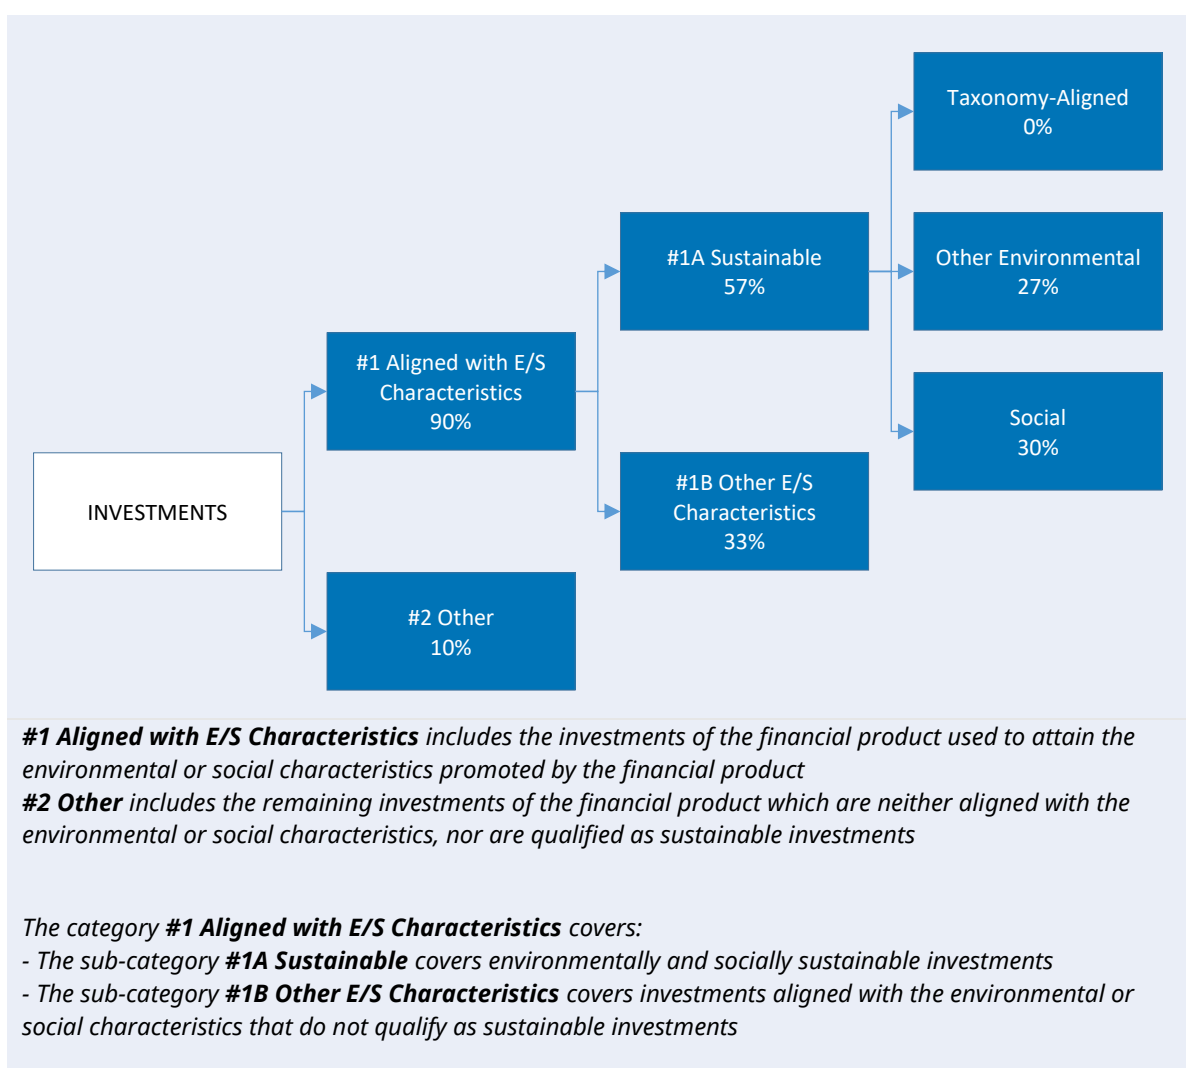 Taxonomy-Aligned
0%
#1A Sustainable
57%
Other Environmental
27%
#1 Aligned with E/S
Characteristics
90%
Social
30%
INVESTMENTS
#1B Other E/S
Characteristics
33%
#2 Other
10%
#1 Aligned with E/S Characteristics includes the investments of the financial product used to attain the
environmental or social characteristics promoted by the financial product
#2 Other includes the remaining investments of the financial product which are neither aligned with the
environmental or social characteristics, nor are qualified as sustainable investments
The category #1 Aligned with E/S Characteristics covers:
- The sub-category #1A Sustainable covers environmentally and socially sustainable investments
- The sub-category #1B Other E/S Characteristics covers investments aligned with the environmental or
social characteristics that do not qualify as sustainable investments